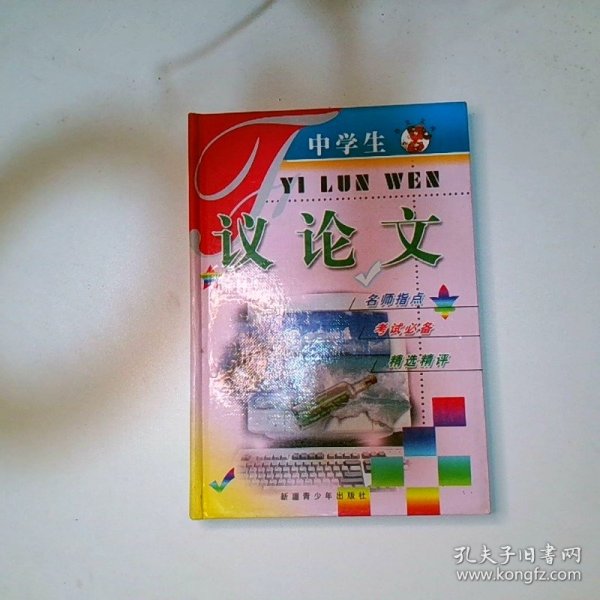 中学生
YI LUN WEN
议论文
名师指点
考试必备
精选精评
新疆青少年出版社
孔夫子旧书网
www.kongfz.com